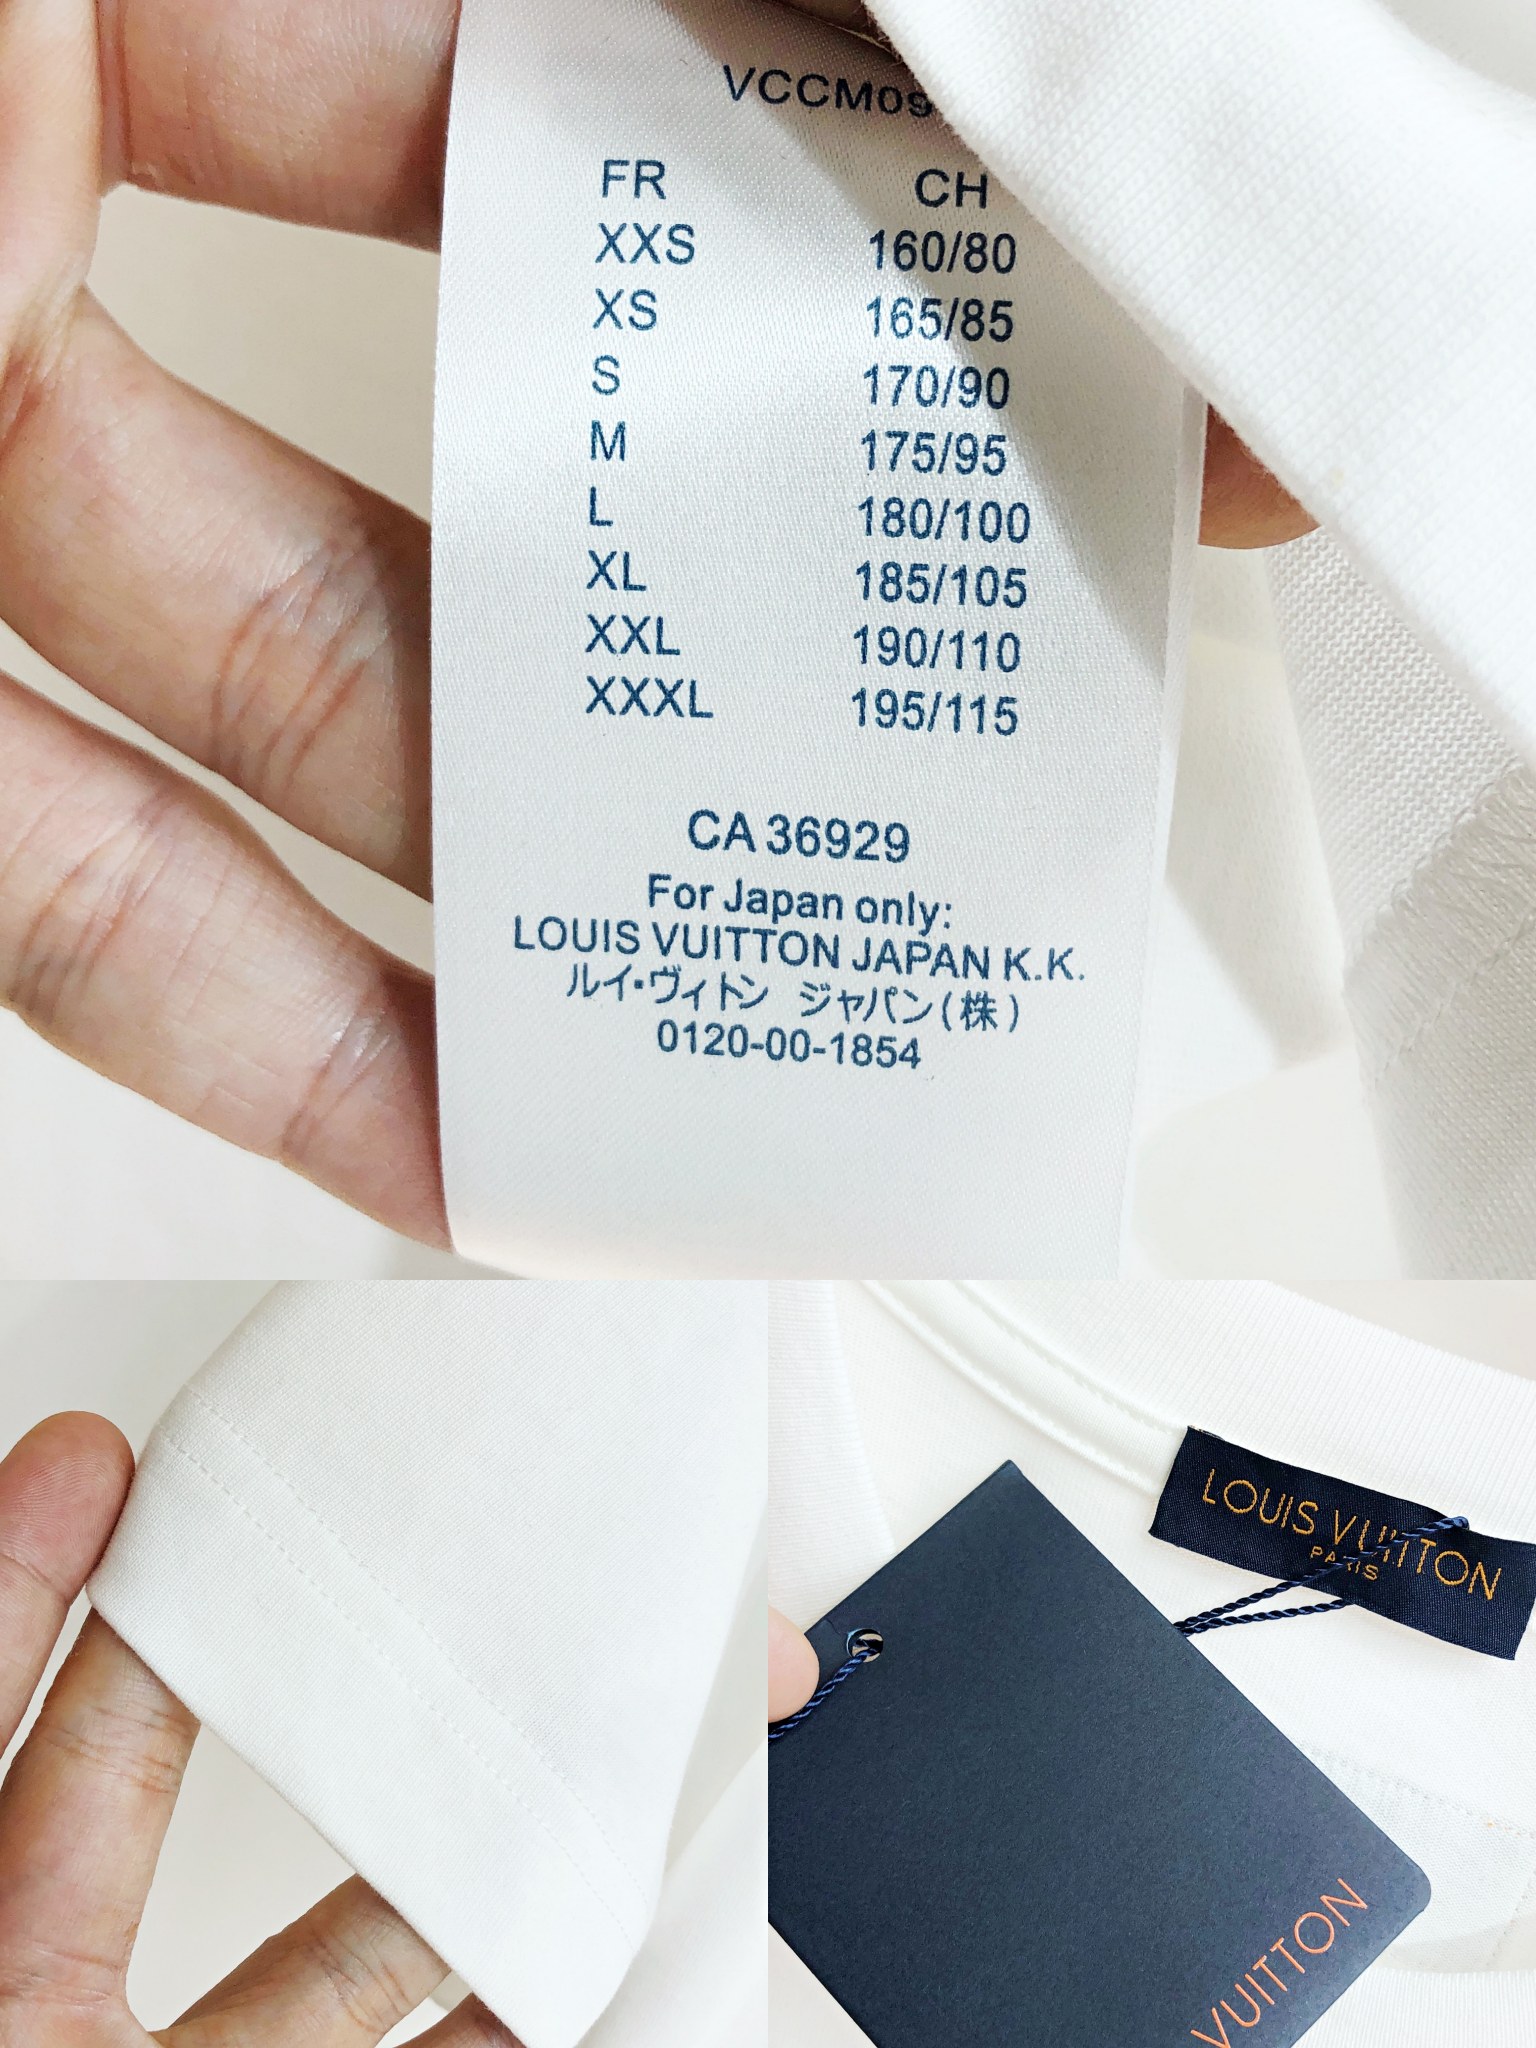 VCCM09
FR CH
XXS 160/80
XS 165/85
S 170/90
M 175/95
L 180/100
XL 185/105
XXL 190/110
XXXL 195/115
CA 36929
For Japan only:
LOUIS VUITTON JAPAN K.K.
ルイ・ヴィトン ジャパン(株)
0120-00-1854
LOUIS VUITTON
PARIS
VUITTON